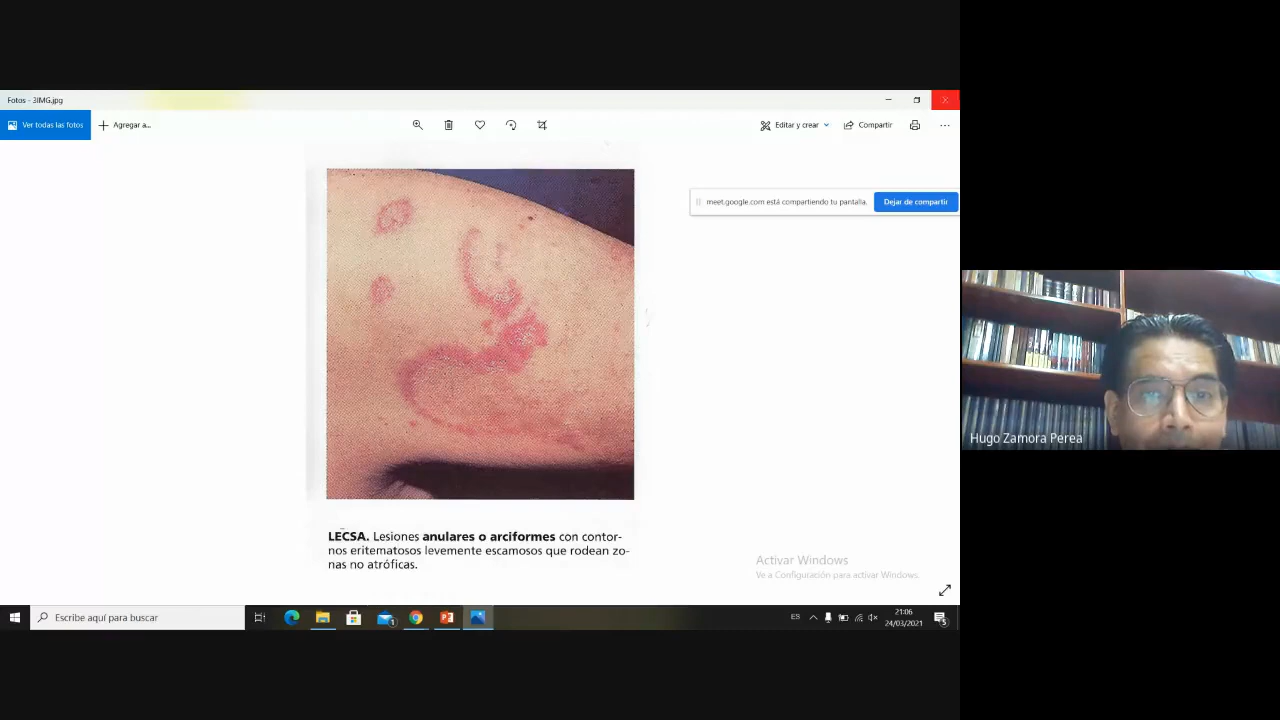 Fotos - 3IMG.jpg
Ver todas las fotos
Agregar a...
Editar y crear
Compartir
meet.google.com está compartiendo tu pantalla.
Dejar de compartir
LECSA. Lesiones anulares o arciformes con contor-
nos eritematosos levemente escamosos que rodean zo-
nas no atróficas.
Hugo Zamora Perea
Activar Windows
Ve a Configuración para activar Windows.
Escribe aquí para buscar
1
ES
21:06
24/03/2021
5